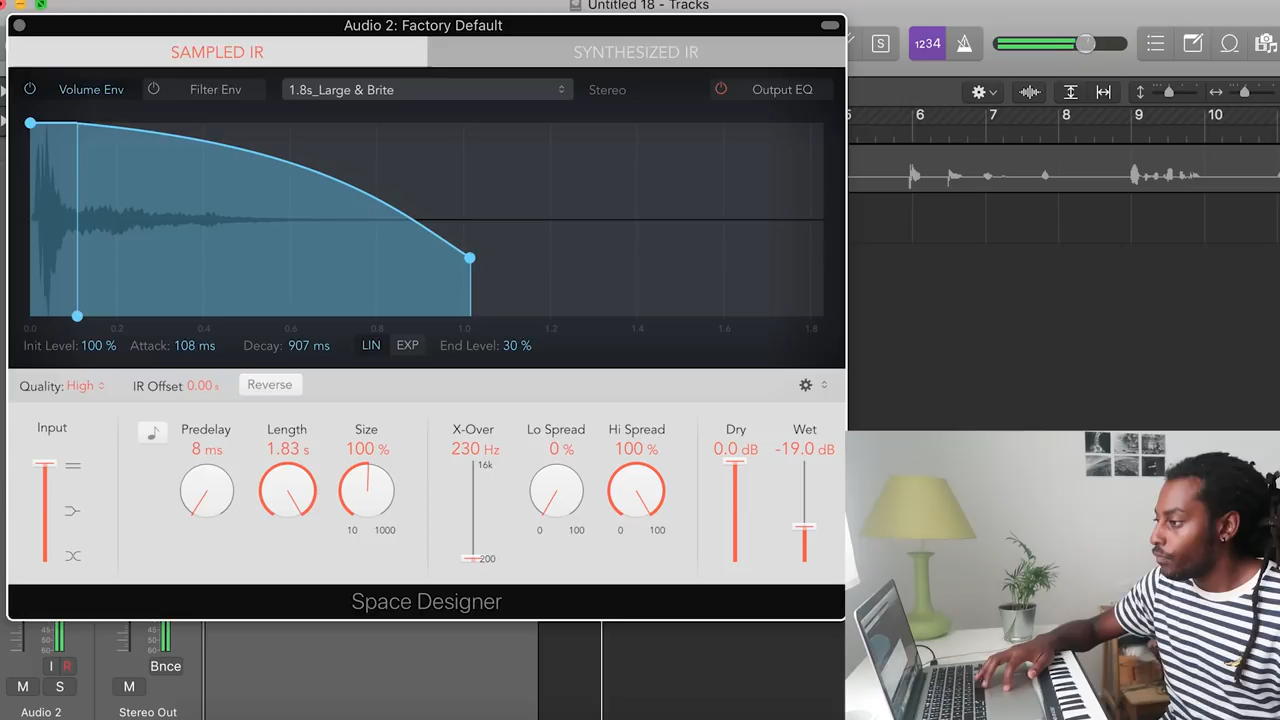 Untitled 18 - Tracks
Audio 2: Factory Default
SAMPLED IR SYNTHESIZED IR
S 1234
Volume Env Filter Env 1.8s_Large & Brite Stereo Output EQ
6 7 8 9 10
0.0 0.2 0.4 0.6 0.8 1.0 1.2 1.4 1.6 1.8
Init Level: 100 % Attack: 108 ms Decay: 907 ms LIN EXP End Level: 30 %
Quality: High IR Offset 0.00 s Reverse
Input Predelay Length Size X-Over Lo Spread Hi Spread Dry Wet
8 ms 1.83 s 100 % 230 Hz 0 % 100 % 0.0 dB -19.0 dB
16k
10 1000 0 100 0 100
200
Space Designer
45 45
60 60
I R Bnce
M S M
Audio 2 Stereo Out